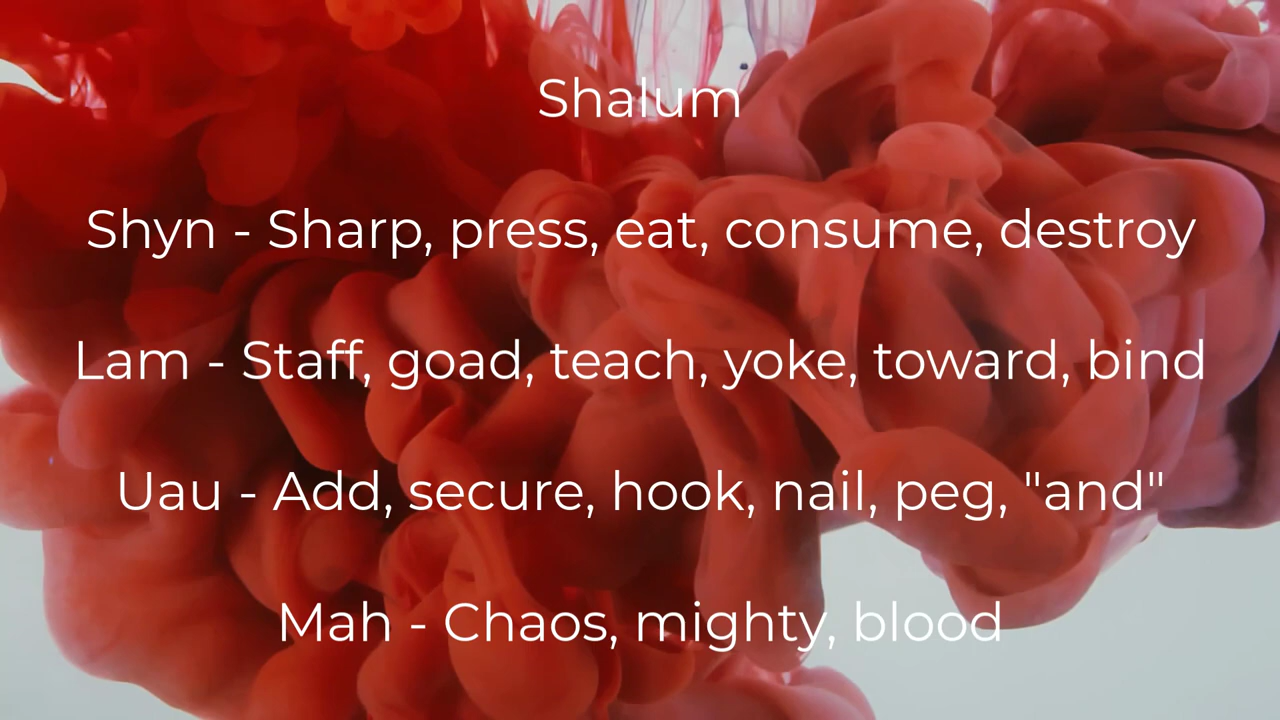 Shalum
Shyn - Sharp, press, eat, consume, destroy
Lam - Staff, goad, teach, yoke, toward, bind
Uau - Add, secure, hook, nail, peg, "and"
Mah - Chaos, mighty, blood